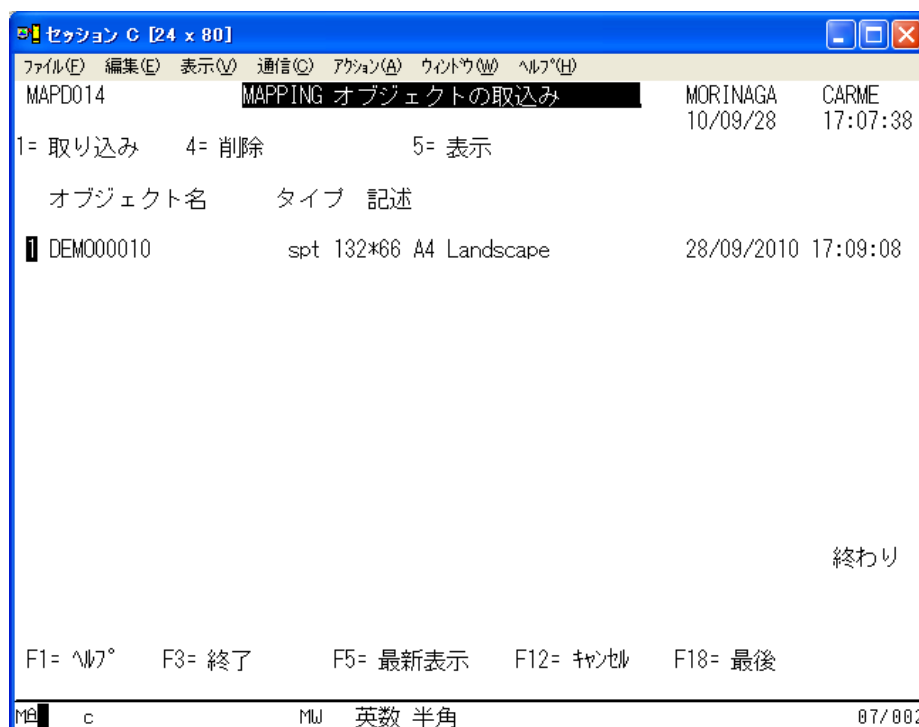 セッション C [24 x 80]
ファイル(F) 編集(E) 表示(V) 通信(C) アクション(A) ウィンドウ(W) ヘルプ(H)
MAPD014 MAPPING オブジェクトの取込み MORINAGA CARME
10/09/28 17:07:38
1= 取り込み 4= 削除 5= 表示
オブジェクト名 タイプ 記述
1 DEMO00010 spt 132*66 A4 Landscape 28/09/2010 17:09:08
終わり
F1= ヘルプ F3= 終了 F5= 最新表示 F12= キャンセル F18= 最後
MA c MW 英数 半角 07/002